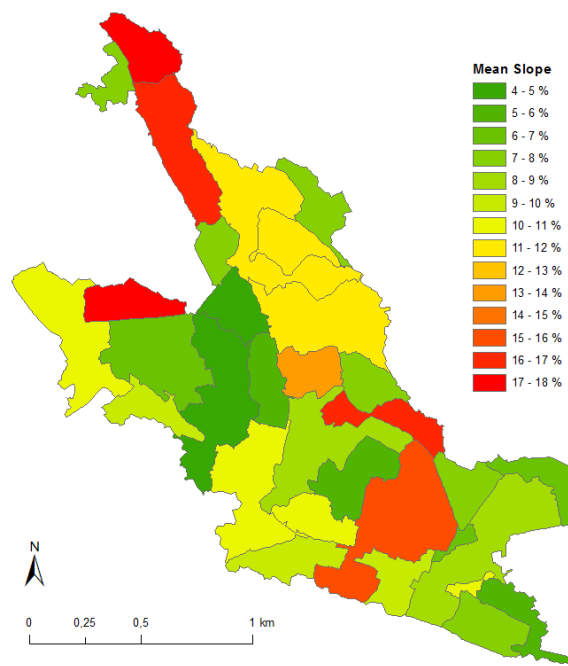 Mean Slope
4 - 5 %
5 - 6 %
6 - 7 %
7 - 8 %
8 - 9 %
9 - 10 %
10 - 11 %
11 - 12 %
12 - 13 %
13 - 14 %
14 - 15 %
15 - 16 %
16 - 17 %
17 - 18 %
N
0 0,25 0,5 1 km